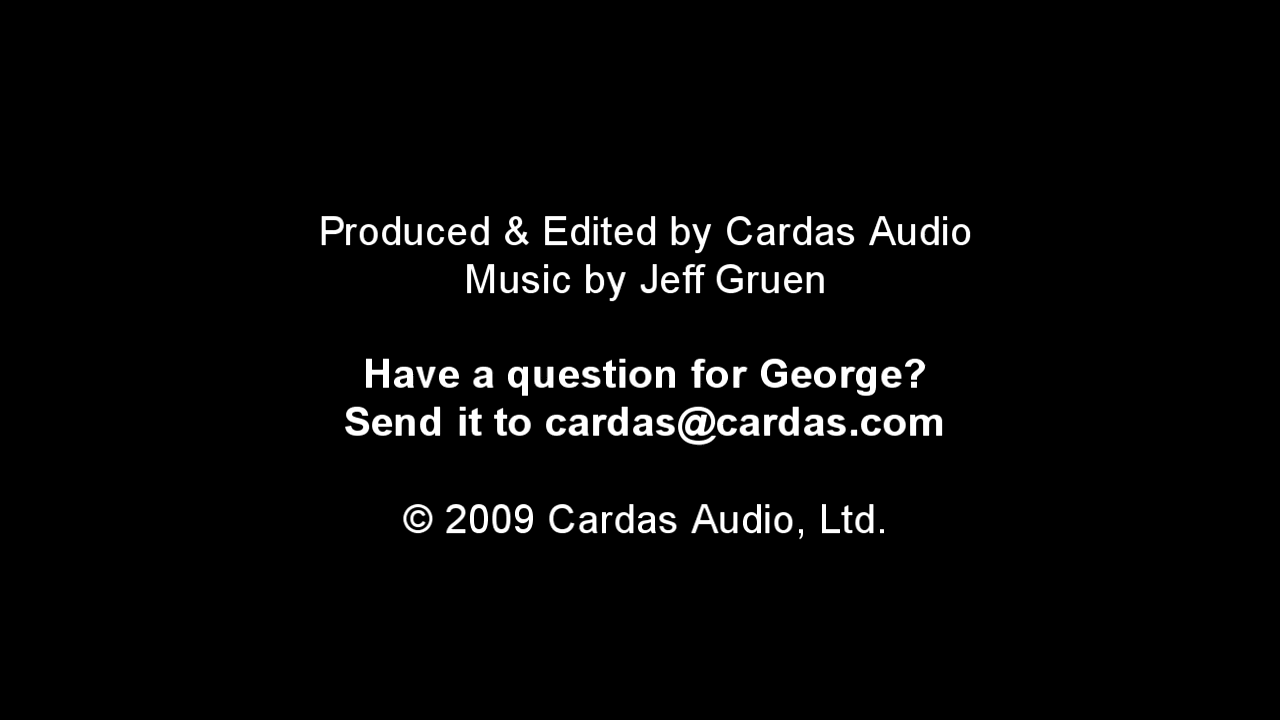 Produced & Edited by Cardas Audio
Music by Jeff Gruen
Have a question for George?
Send it to cardas@cardas.com
© 2009 Cardas Audio, Ltd.